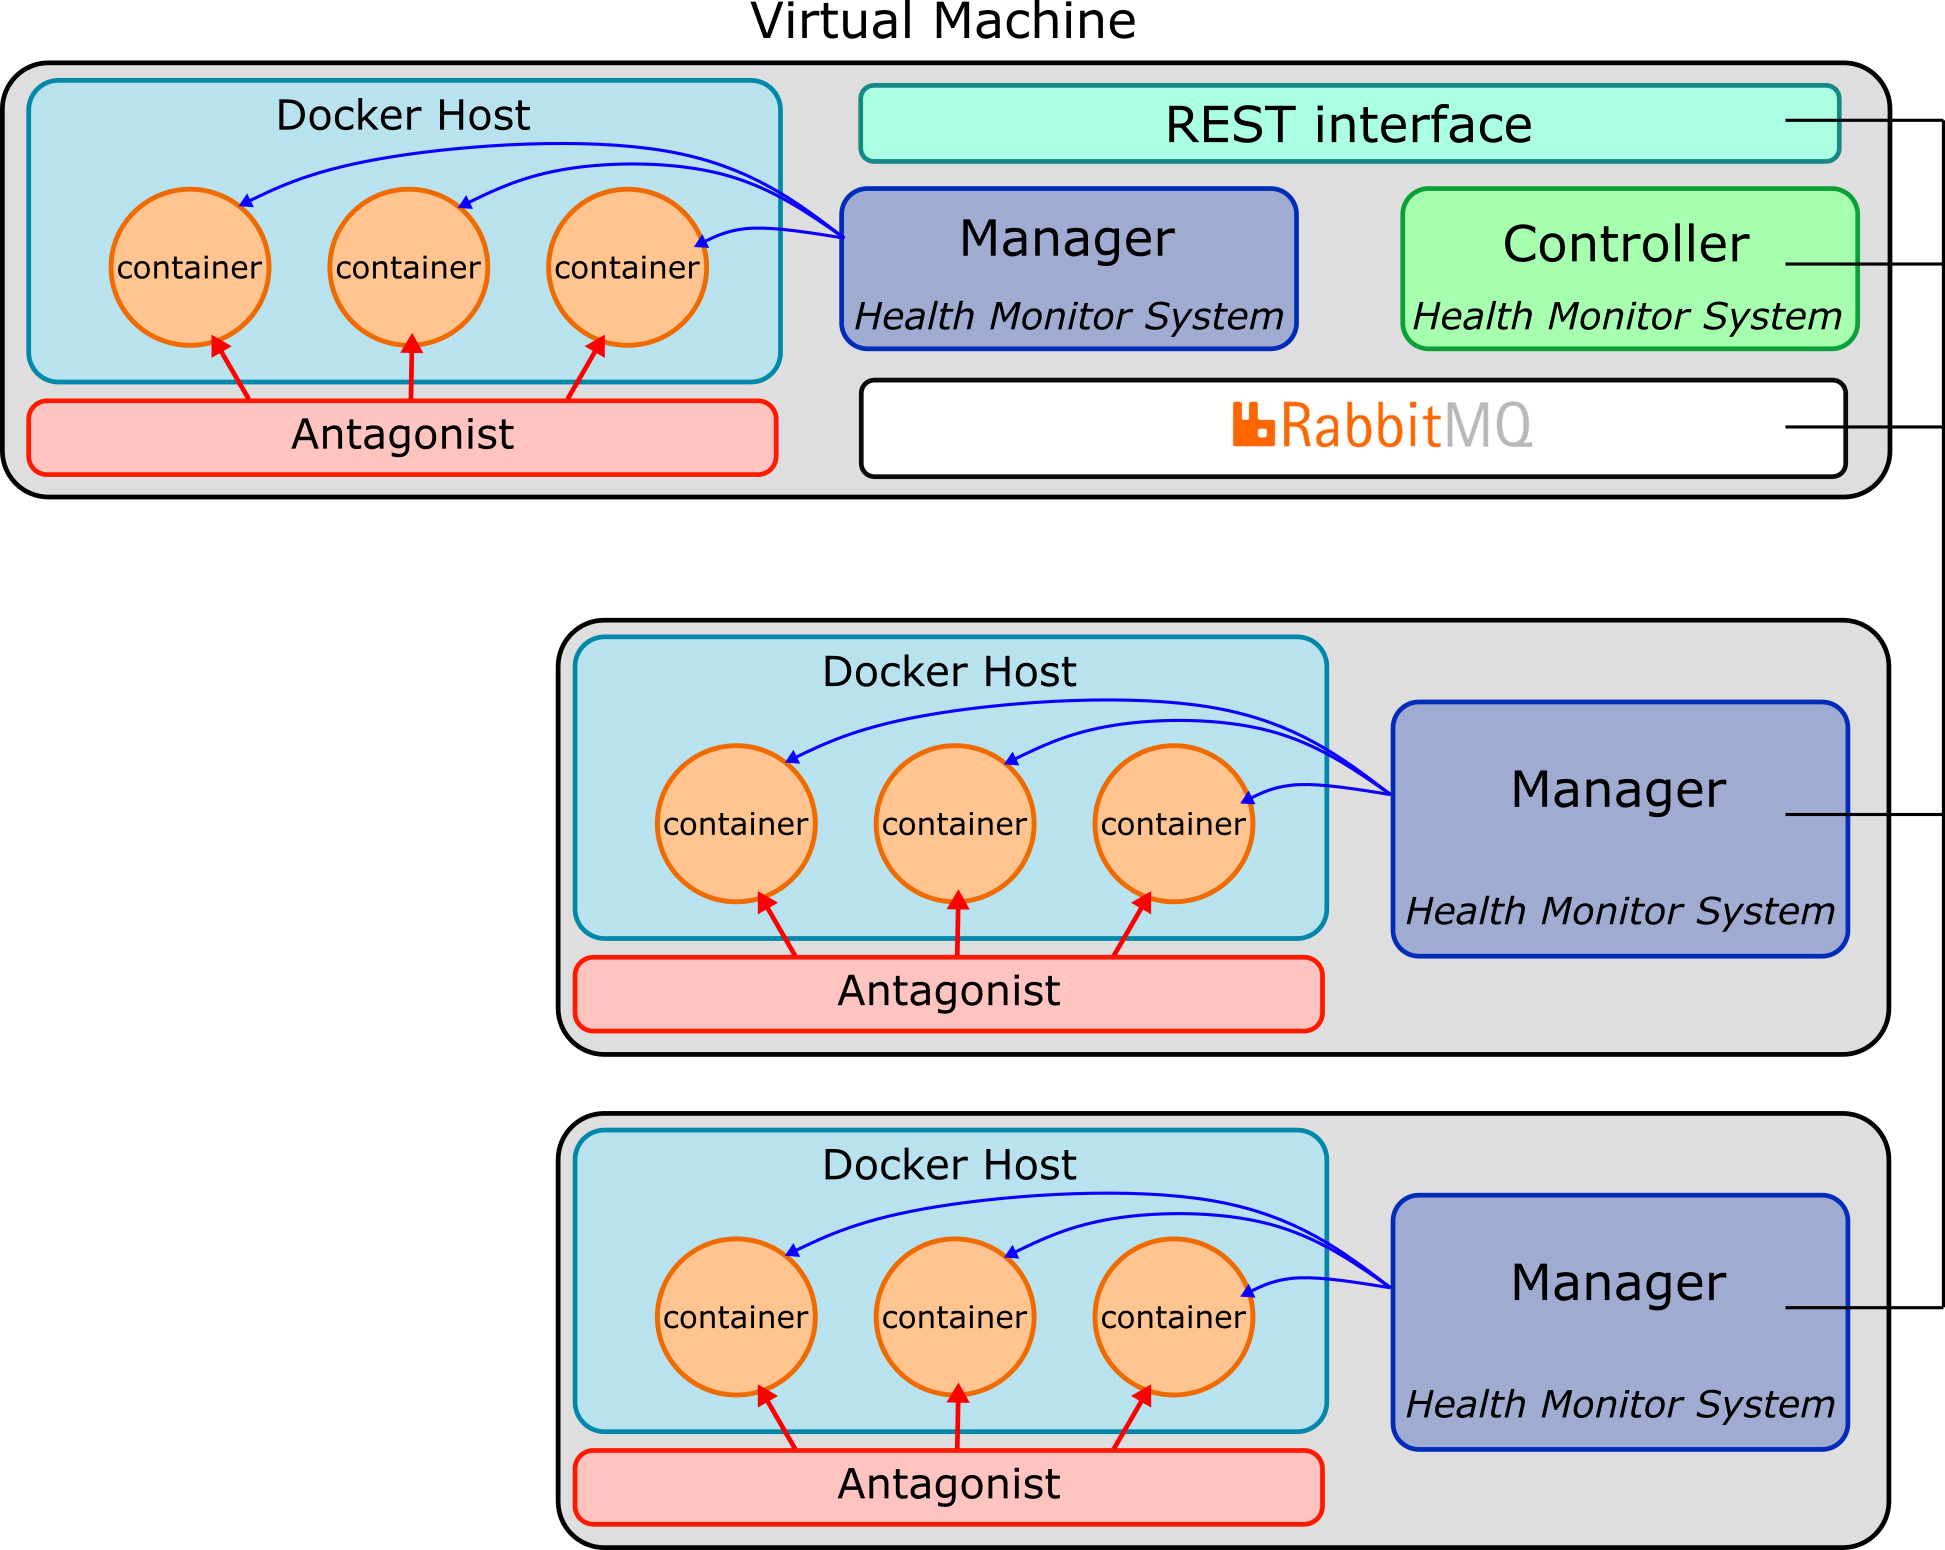 Virtual Machine
Docker Host
container
container
container
Antagonist
REST interface
Manager
Health Monitor System
Controller
Health Monitor System
RabbitMQ
Docker Host
container
container
container
Antagonist
Manager
Health Monitor System
Docker Host
container
container
container
Antagonist
Manager
Health Monitor System